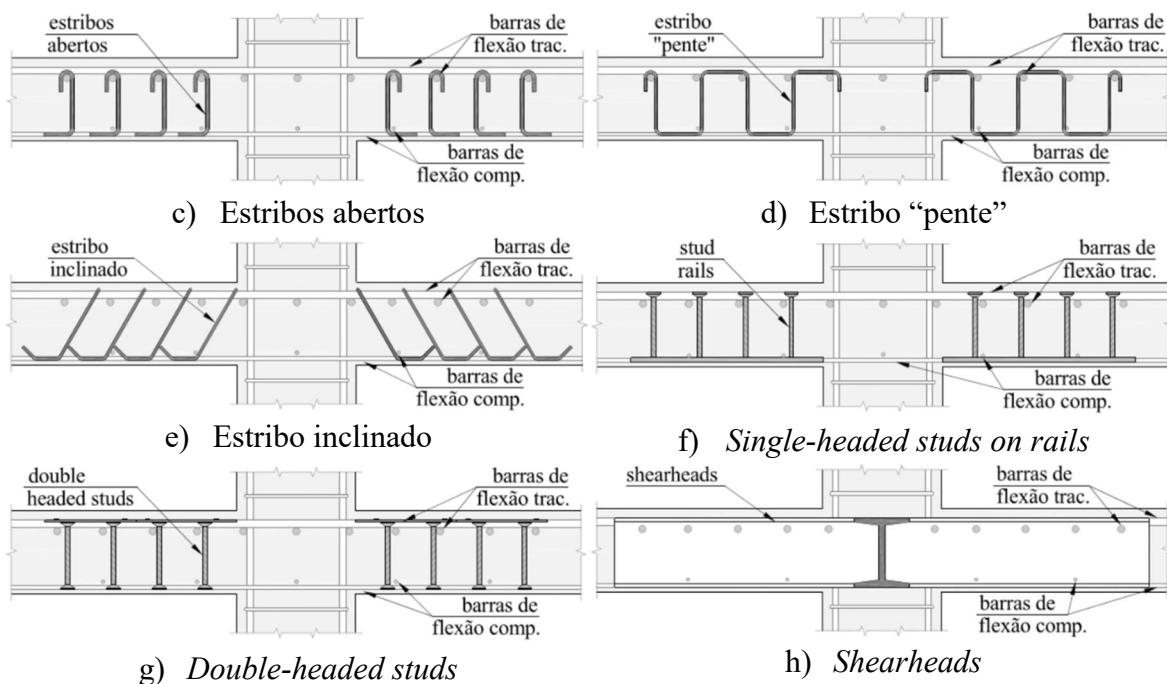 estribos
abertos
barras de
flexão trac.
barras de
flexão comp.
c) Estribos abertos
estribo
"pente"
barras de
flexão trac.
barras de
flexão comp.
d) Estribo “pente”
estribo
inclinado
barras de
flexão trac.
barras de
flexão comp.
e) Estribo inclinado
stud
rails
barras de
flexão trac.
barras de
flexão comp.
f) Single-headed studs on rails
double
headed studs
barras de
flexão trac.
barras de
flexão comp.
g) Double-headed studs
shearheads
barras de
flexão trac.
barras de
flexão comp.
h) Shearheads